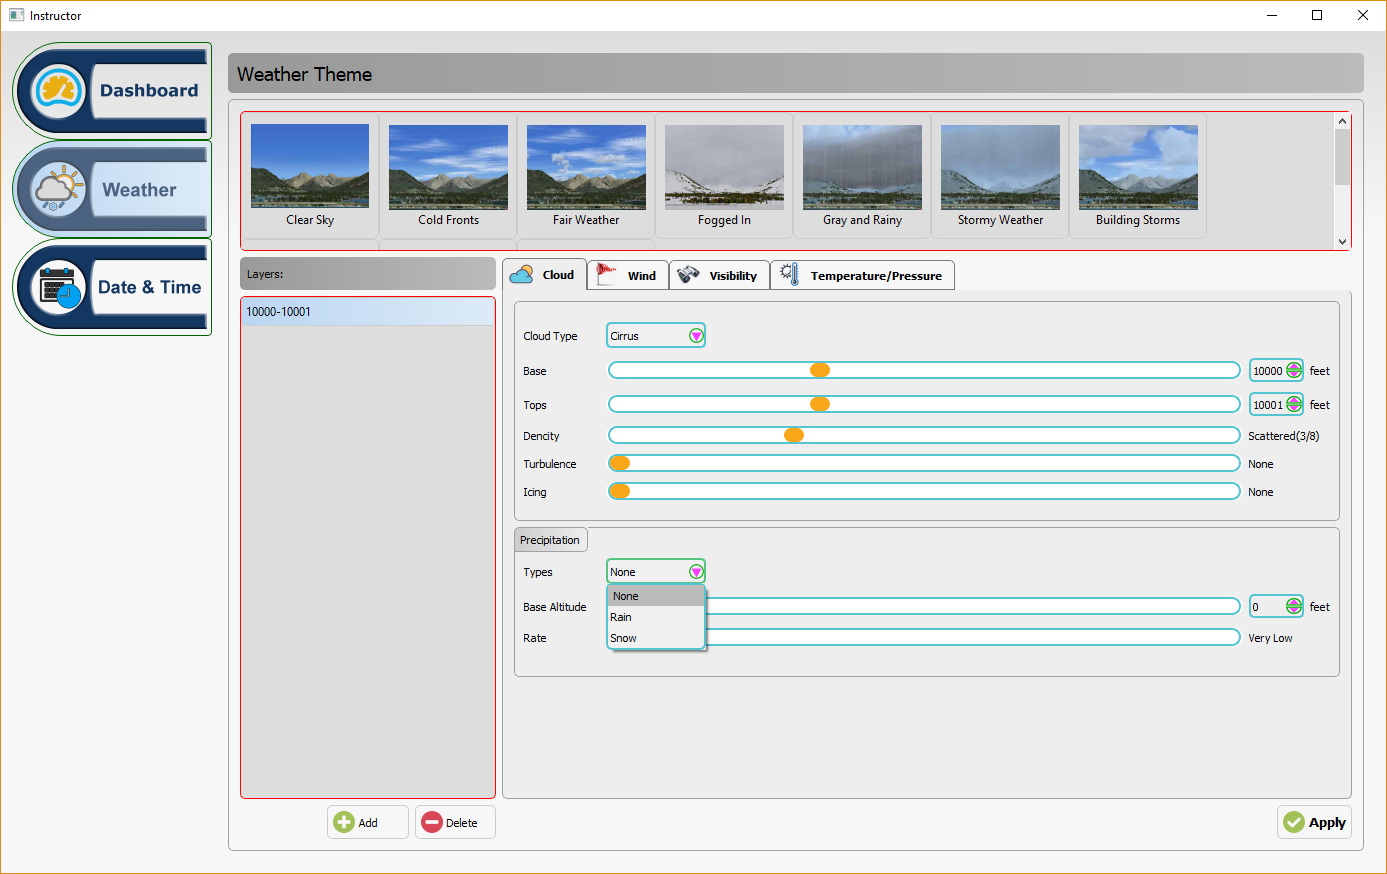 Instructor
Dashboard
Weather
Date & Time
Weather Theme
Clear Sky
Cold Fronts
Fair Weather
Fogged In
Gray and Rainy
Stormy Weather
Building Storms
Layers:
10000-10001
Add
Delete
Cloud
Wind
Visibility
Temperature/Pressure
Cloud Type
Cirrus
Base
10000
feet
Tops
10001
feet
Dencity
Scattered(3/8)
Turbulence
None
Icing
None
Precipitation
Types
None
None
Rain
Snow
Base Altitude
0
feet
Rate
Very Low
Apply